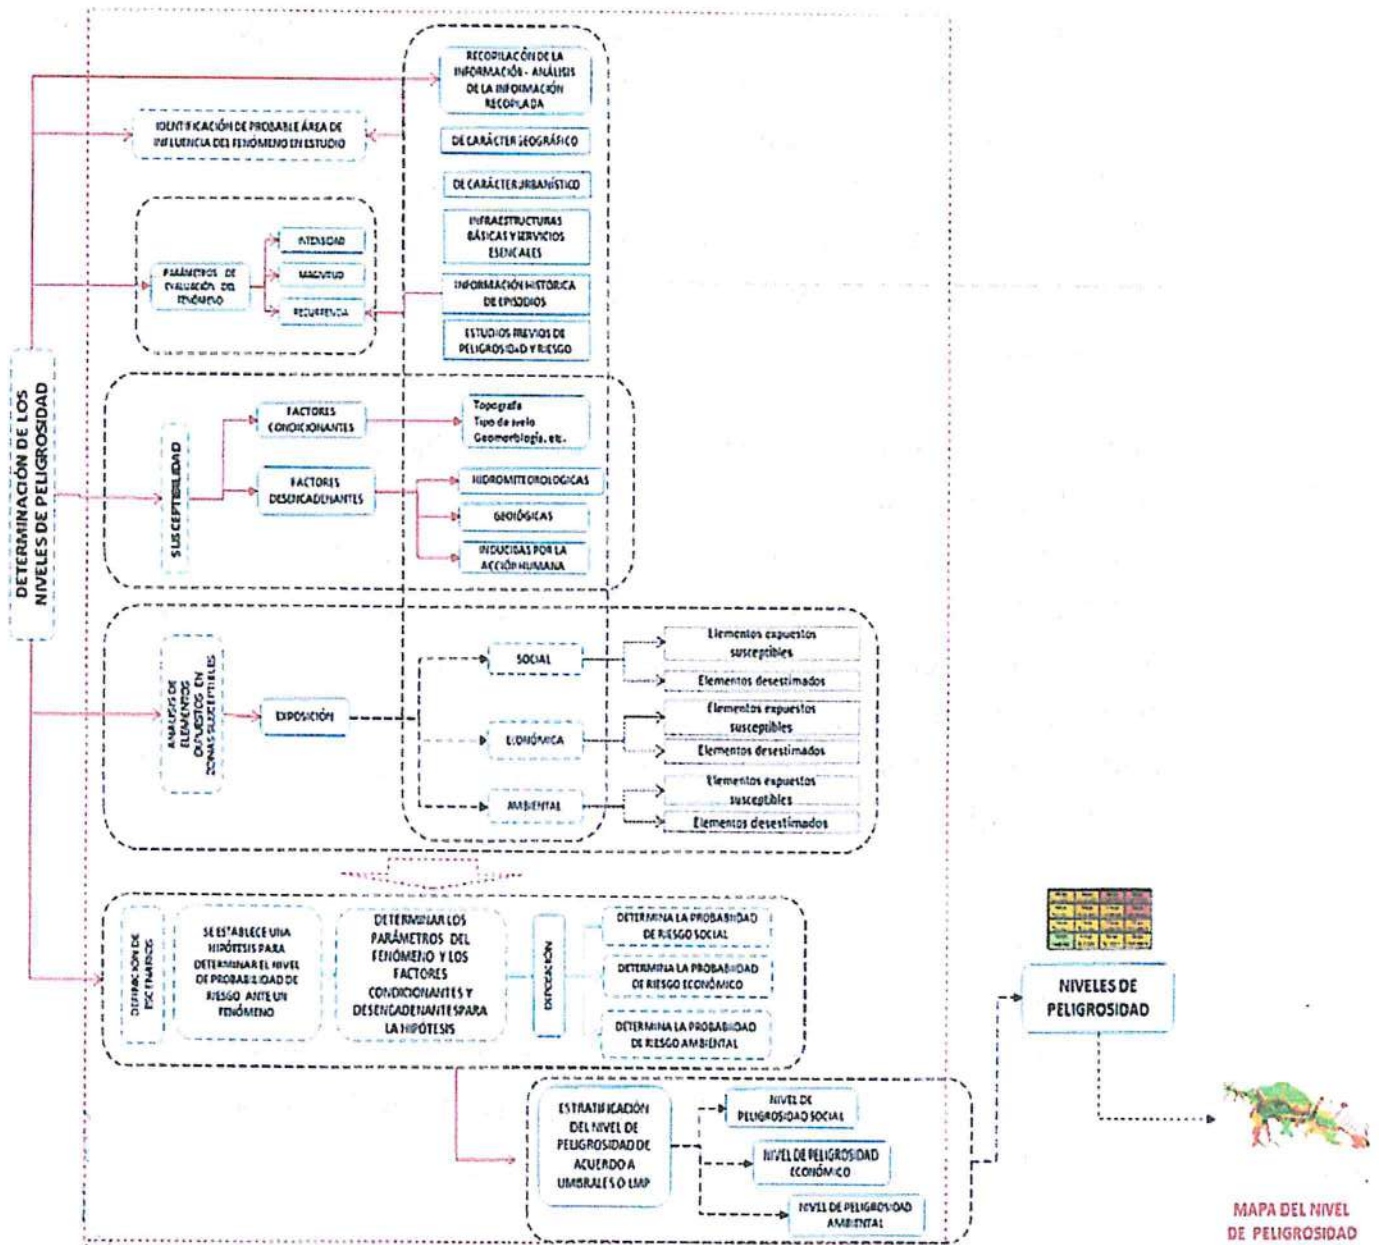 RECOPILACIÓN DE LA
INFORMACIÓN - ANÁLISIS
DE LA INFORMACIÓN
RECOPILADA
IDENTIFICACIÓN DE PROBABLE ÁREA DE
INFLUENCIA DEL FENÓMENO EN ESTUDIO
DE CARÁCTER GEOGRÁFICO
DE CARÁCTER URBANÍSTICO
INFRAESTRUCTURAS
BÁSICAS Y SERVICIOS
ESENCALES
INFORMACIÓN HISTÓRICA
DE EPISODIOS
ESTUDIOS PREVIOS DE
PELIGROSIDAD Y RIESGO
PARÁMETROS DE
EVALUACIÓN DEL
FENÓMENO
INTENSIDAD
MAGNITUD
RECURRENCIA
DETERMINACIÓN DE LOS
NIVELES DE PELIGROSIDAD
SUSCEPTIBILIDAD
FACTORES
CONDICIONANTES
Topografa
Tipo de suelo
Geomorblogía, etc.
FACTORES
DESENCADENANTES
HIDROMITEOROLOGICAS
GEOLÓGICAS
INDUCIDAS POR LA
ACCIÓN HUMANA
ANÁLISIS DE
ELEMENTOS
EXPUESTOS EN
ZONAS SUSCEPTIBLES
EXPOSICIÓN
SOCIAL
Elementos expuestos
susceptibles
Elementos desestimados
ECONÓMICA
Elementos expuestos
susceptibles
Elementos desestimados
AMBIENTAL
Elementos expuestos
susceptibles
Elementos desestimados
DEFINICIÓN DE
ESCENARIOS
SE ESTABLECE UNA
HIPÓTESIS PARA
DETERMINAR EL NIVEL
DE PROBABILIDAD DE
RIESGO ANTE UN
FENÓMENO
DETERMINAR LOS
PARÁMETROS DEL
FENÓMENO Y LOS
FACTORES
CONDICIONANTES Y
DESENCADENANTES PARA
LA HIPÓTESIS
DETERMINA LA PROBABIIDAD
DE RIESGO SOCIAL
DETERMINA LA PROBABIIDAD
DE RIESGO ECONÓMICO
DETERMINA LA PROBABIIDAD
DE RIESGO AMBIENTAL
ESTRATIFICACIÓN
DEL NIVEL DE
PELIGROSIDAD DE
ACUERDO A
UMBRALES O LMP
NIVEL DE
PELIGROSIDAD SOCIAL
NIVEL DE PELIGROSIDAD
ECONÓMICO
NIVEL DE PELIGROSIDAD
AMBIENTAL
NIVELES DE
PELIGROSIDAD
MAPA DEL NIVEL
DE PELIGROSIDAD